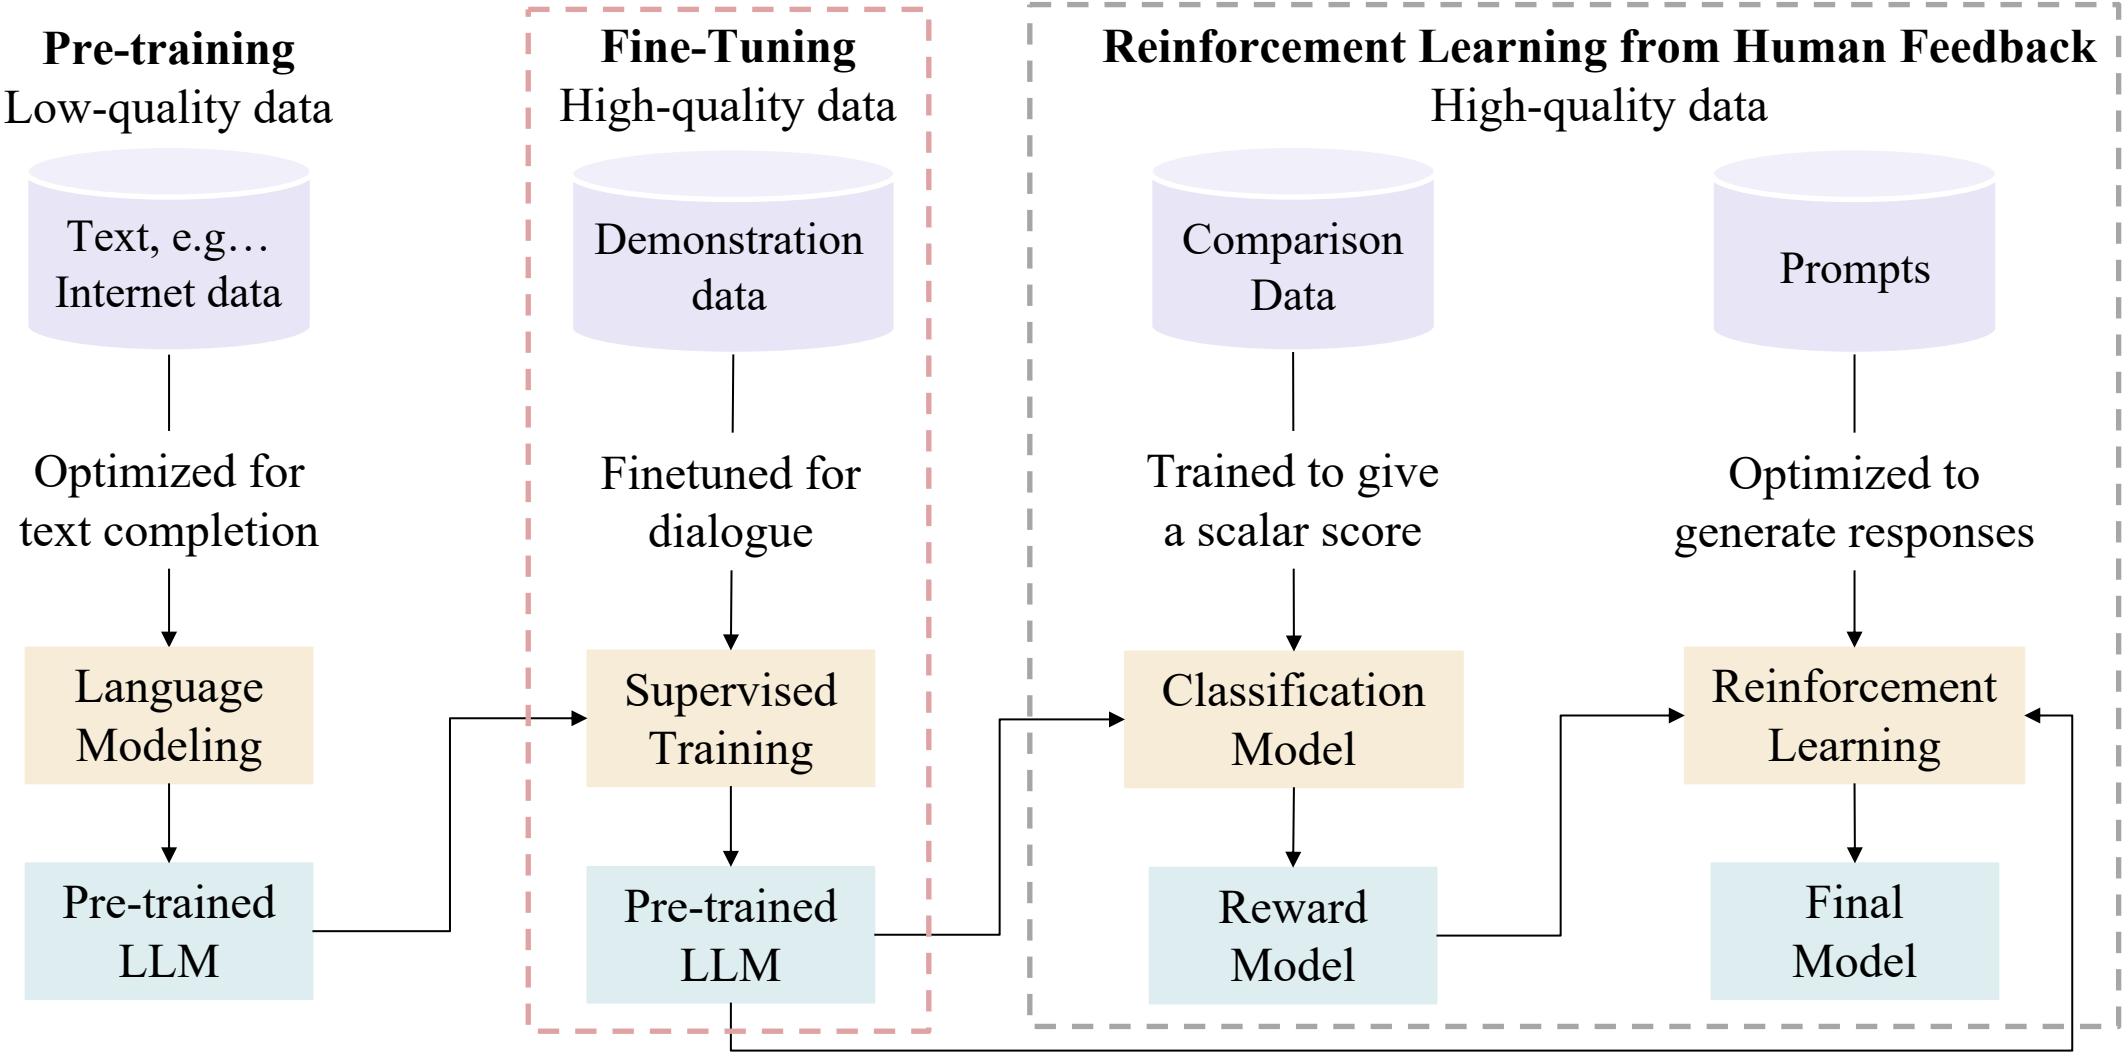 Pre-training
Low-quality data
Text, e.g...
Internet data
Optimized for
text completion
Language
Modeling
Pre-trained
LLM
Fine-Tuning
High-quality data
Demonstration
data
Finetuned for
dialogue
Supervised
Training
Pre-trained
LLM
Reinforcement Learning from Human Feedback
High-quality data
Comparison
Data
Trained to give
a scalar score
Classification
Model
Reward
Model
Prompts
Optimized to
generate responses
Reinforcement
Learning
Final
Model